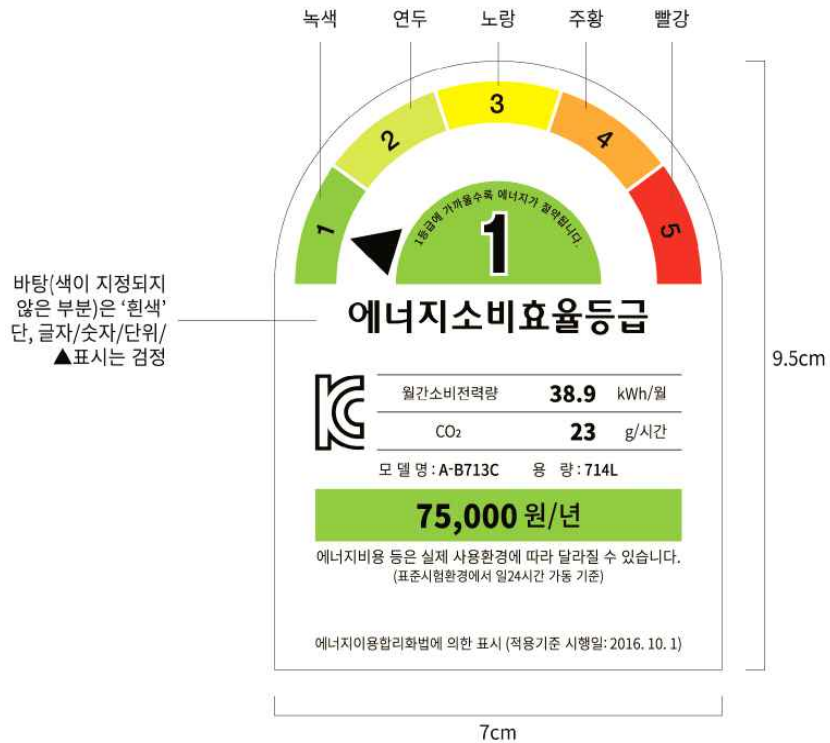 녹색 연두 노랑 주황 빨강
1 2 3 4 5
1등급에 가까울수록 에너지가 절약됩니다.
1
바탕(색이 지정되지
않은 부분)은 ‘흰색’
단, 글자/숫자/단위/
▲표시는 검정
에너지소비효율등급
월간소비전력량 38.9 kWh/월
CO₂ 23 g/시간
모 델 명 : A-B713C 용 량 : 714L
75,000 원/년
에너지비용 등은 실제 사용환경에 따라 달라질 수 있습니다.
(표준시험환경에서 일24시간 가동 기준)
에너지이용합리화법에 의한 표시 (적용기준 시행일: 2016. 10. 1)
9.5cm
7cm